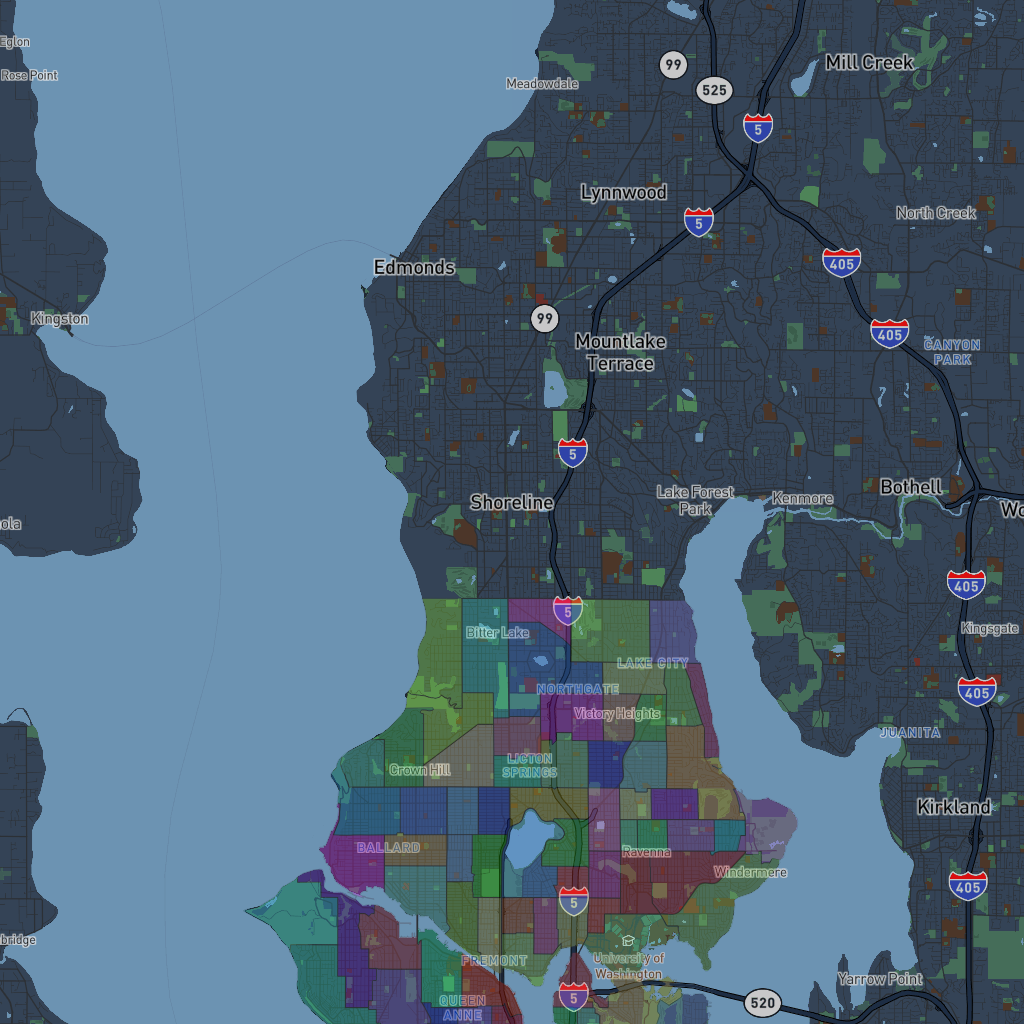 Eglon
Rose Point
99
Mill Creek
Meadowdale
525
5
Lynnwood
North Creek
5
405
Edmonds
99
Kingston
405
Mountlake
Terrace
CANYON
PARK
5
Bothell
Lake Forest
Park
Kenmore
Shoreline
Wo
ola
405
5
Bitter Lake
Kingsgate
LAKE CITY
NORTHGATE
405
Victory Heights
JUANITA
LICTON
SPRINGS
Crown Hill
Kirkland
BALLARD
Ravenna
Windermere
405
5
bridge
FREMONT
University of
Washington
Yarrow Point
QUEEN
ANNE
5
520